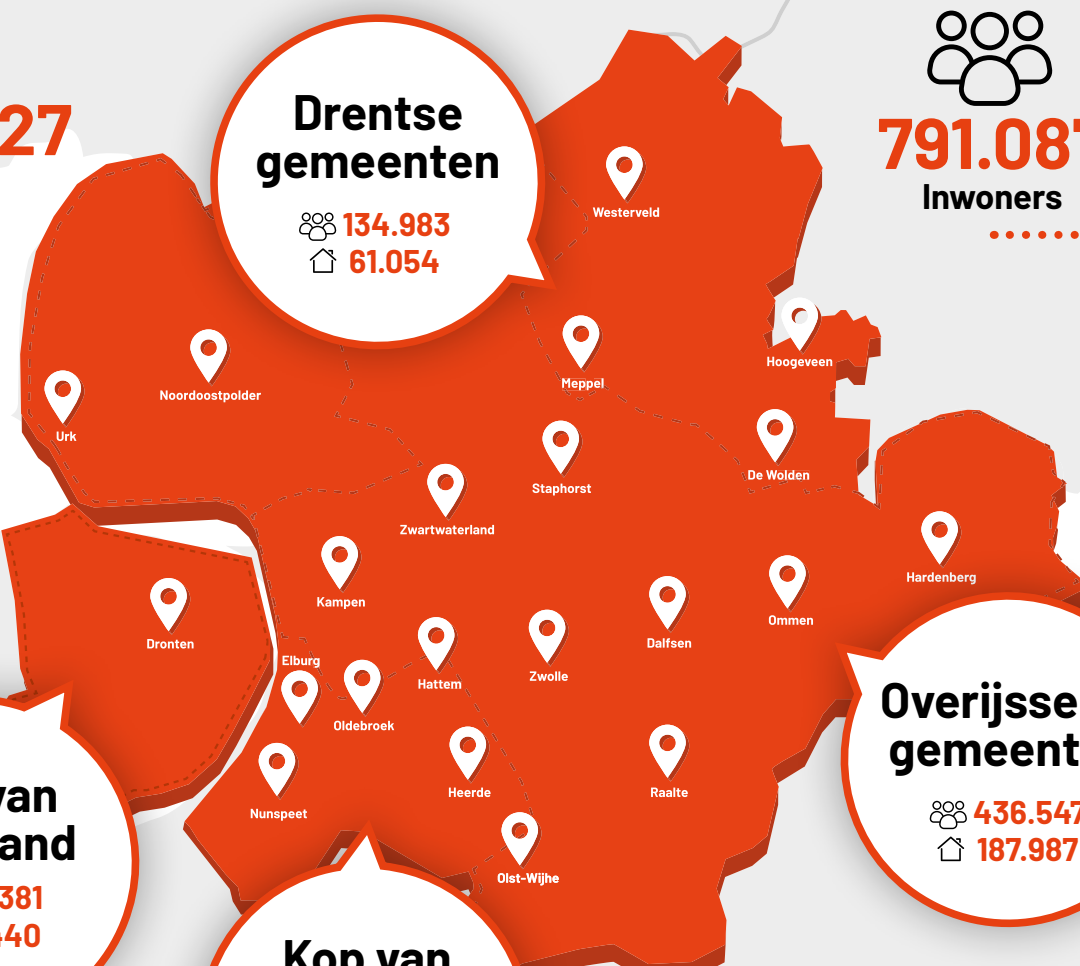 27
Drentse
gemeenten
134.983
61.054
791.08
Inwoners
Westerveld
Hoogeveen
Meppel
Noordoostpolder
Urk
De Wolden
Staphorst
Zwartwaterland
Hardenberg
Kampen
Ommen
Dalfsen
Dronten
Elburg
Zwolle
Hattem
Oldebroek
Heerde
Raalte
Nunspeet
Olst-Wijhe
Overijsse
gemeent
436.547
187.987
van
and
381
440
Kop van